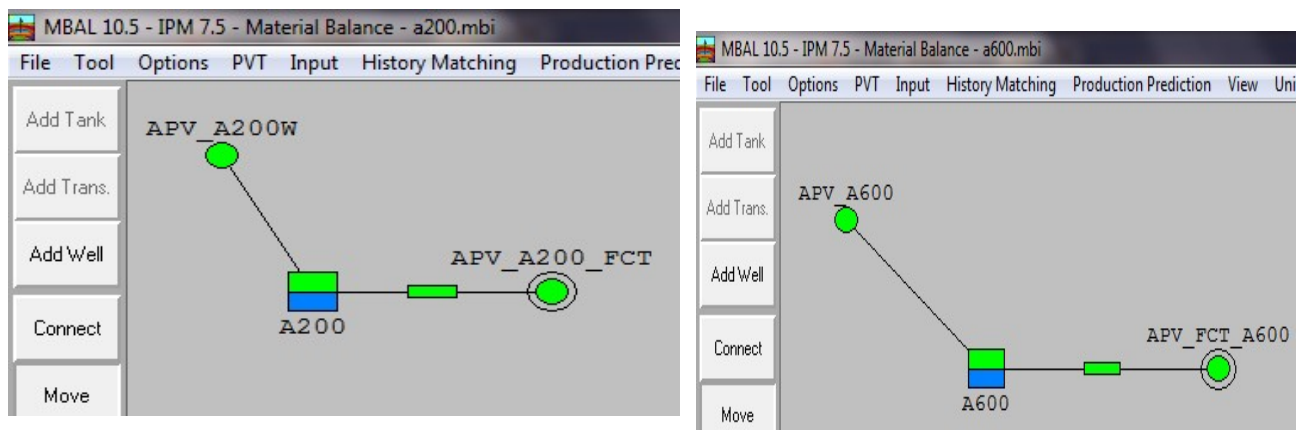 MBAL 10.5 - IPM 7.5 - Material Balance - a200.mbi
File Tool Options PVT Input History Matching Production Pred
Add Tank
Add Trans.
Add Well
Connect
Move
APV_A200W
APV_A200_FCT
A200
MBAL 10.5 - IPM 7.5 - Material Balance - a600.mbi
File Tool Options PVT Input History Matching Production Prediction View Uni
Add Tank
Add Trans.
Add Well
Connect
Move
APV_A600
APV_FCT_A600
A600